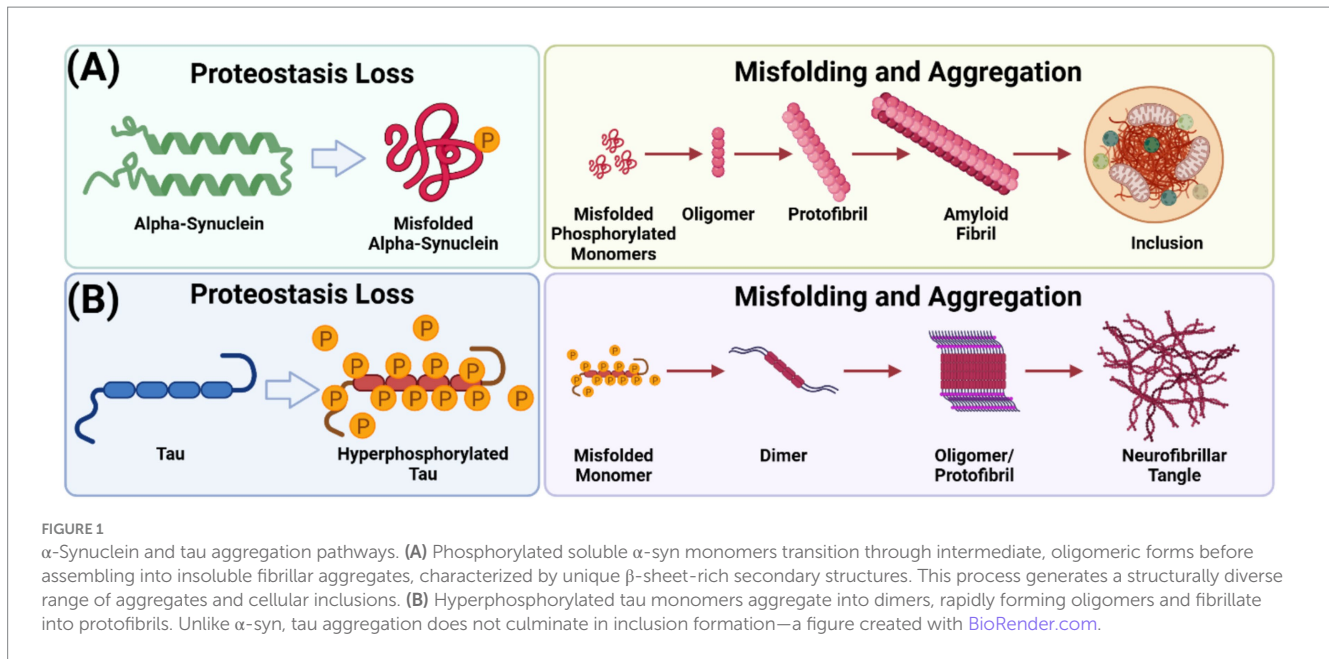 (A)
Proteostasis Loss
P
Alpha-Synuclein
Misfolded
Alpha-Synuclein
Misfolding and Aggregation
Misfolded
Phosphorylated
Monomers
Oligomer
Protofibril
Amyloid
Fibril
Inclusion
(B)
Proteostasis Loss
P
P
P
P
P
P
P
P
P
P
P
P
P
Tau
Hyperphosphorylated
Tau
Misfolding and Aggregation
P
P
P
P
P
P
P
P
P
P
P
P
P
Misfolded
Monomer
Dimer
Oligomer/
Protofibril
Neurofibrillar
Tangle
FIGURE 1
α-Synuclein and tau aggregation pathways. (A) Phosphorylated soluble α-syn monomers transition through intermediate, oligomeric forms before
assembling into insoluble fibrillar aggregates, characterized by unique β-sheet-rich secondary structures. This process generates a structurally diverse
range of aggregates and cellular inclusions. (B) Hyperphosphorylated tau monomers aggregate into dimers, rapidly forming oligomers and fibrillate
into protofibrils. Unlike α-syn, tau aggregation does not culminate in inclusion formation—a figure created with BioRender.com.